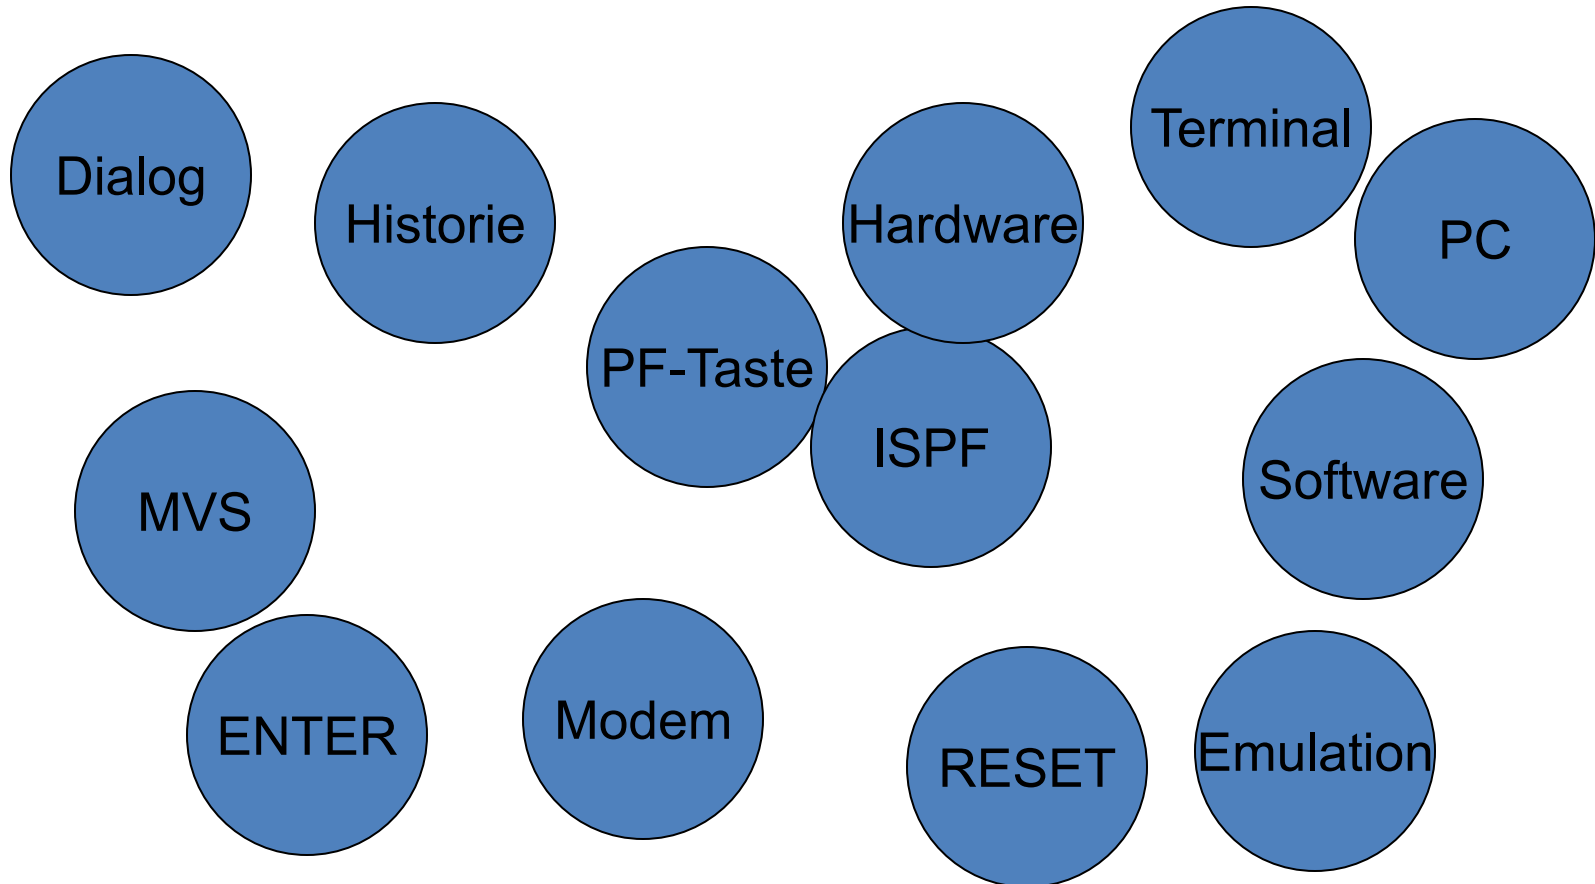 Dialog
Historie
Hardware
Terminal
PC
PF-Taste
ISPF
Software
MVS
ENTER
Modem
RESET
Emulation